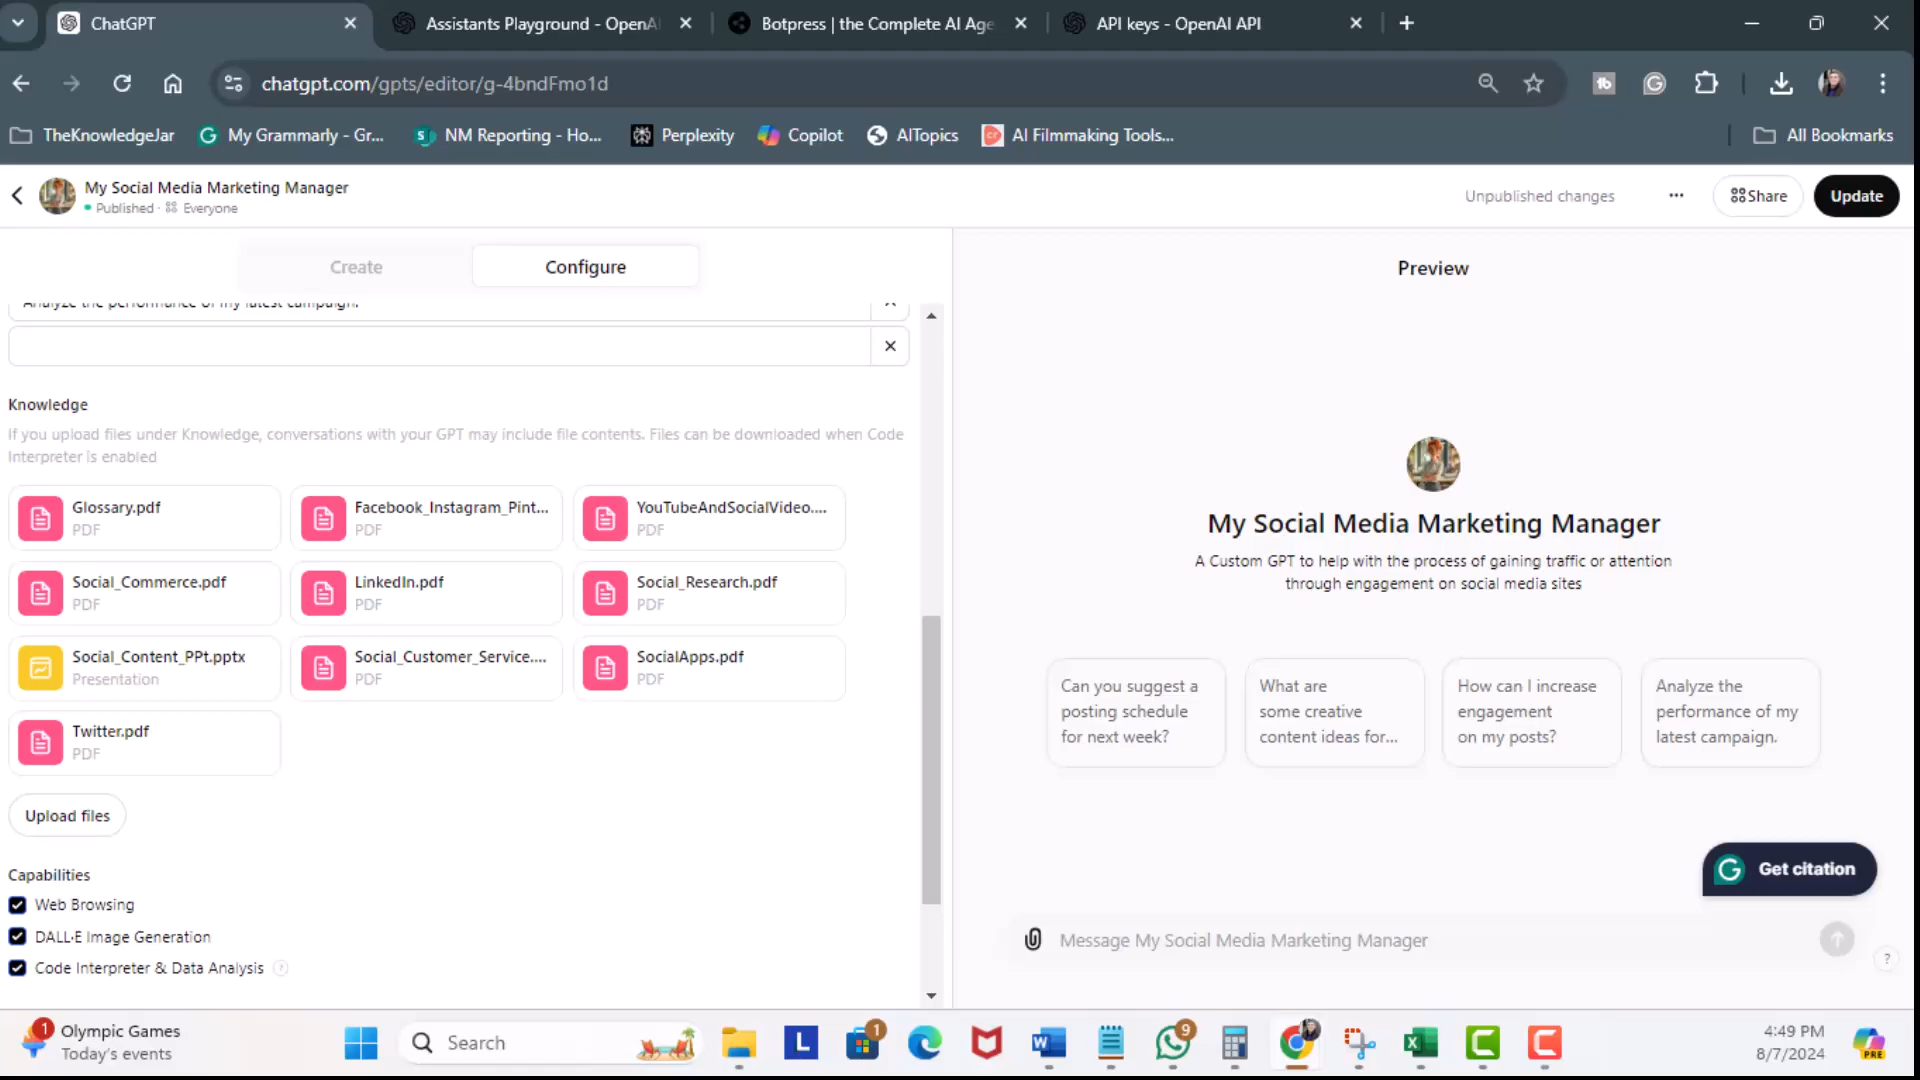 ChatGPT
Assistants Playground - OpenAI
Botpress | the Complete AI Age
API keys - OpenAI API
chatgpt.com/gpts/editor/g-4bndFmo1d
TheKnowledgeJar
My Grammarly - Gr...
NM Reporting - Ho...
Perplexity
Copilot
AITopics
AI Filmmaking Tools...
All Bookmarks
My Social Media Marketing Manager
Published · Everyone
Unpublished changes
Share
Update
Create
Configure
Preview
Analyze the performance of my latest campaign.
Knowledge
If you upload files under Knowledge, conversations with your GPT may include file contents. Files can be downloaded when Code
Interpreter is enabled
Glossary.pdf
PDF
Facebook_Instagram_Pint...
PDF
YouTubeAndSocialVideo....
PDF
Social_Commerce.pdf
PDF
LinkedIn.pdf
PDF
Social_Research.pdf
PDF
Social_Content_PPt.pptx
Presentation
Social_Customer_Service....
PDF
SocialApps.pdf
PDF
Twitter.pdf
PDF
Upload files
Capabilities
Web Browsing
DALL·E Image Generation
Code Interpreter & Data Analysis ?
My Social Media Marketing Manager
A Custom GPT to help with the process of gaining traffic or attention
through engagement on social media sites
Can you suggest a
posting schedule
for next week?
What are
some creative
content ideas for...
How can I increase
engagement
on my posts?
Analyze the
performance of my
latest campaign.
Get citation
Message My Social Media Marketing Manager
?
1
Olympic Games
Today's events
Search
L
1
9
PRE
4:49 PM
8/7/2024